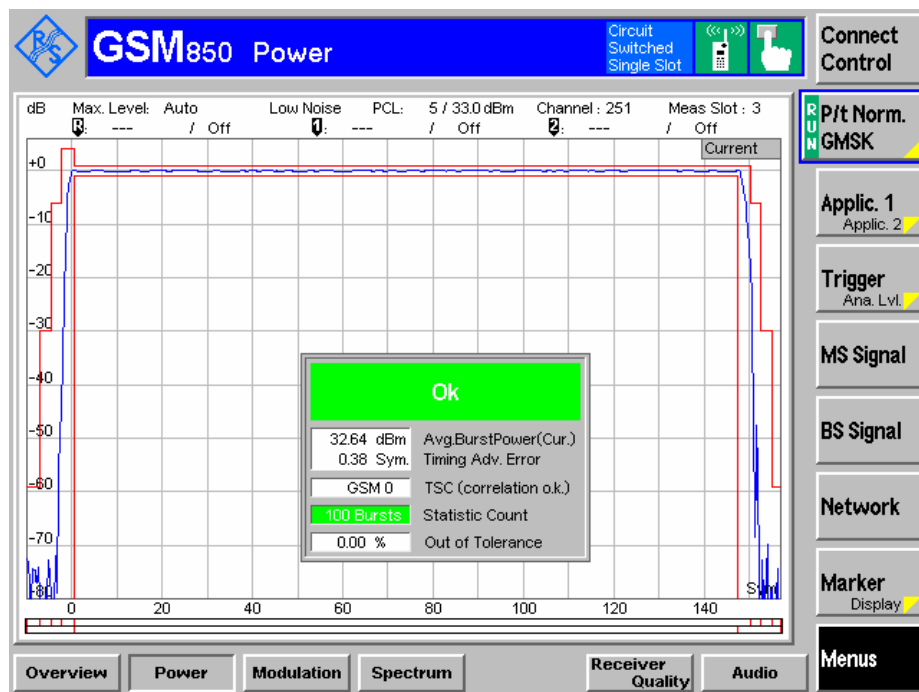 R&S
GSM850 Power
Circuit
Switched
Single Slot
Connect
Control
dB Max. Level: Auto Low Noise PCL: 5 / 33.0 dBm Channel : 251 Meas Slot : 3
R: --- / Off 1: --- / Off 2: --- / Off
Current
RUN
P/t Norm.
GMSK
Applic. 1
Applic. 2
Trigger
Ana. Lvl.
MS Signal
BS Signal
Network
Marker
Display
Menus
+0
-10
-20
-30
-40
-50
-60
-70
-80
Ok
32.64 dBm Avg.BurstPower(Cur.)
0.38 Sym. Timing Adv. Error
GSM 0 TSC (correlation o.k.)
100 Bursts Statistic Count
0.00 % Out of Tolerance
Sym
0 20 40 60 80 100 120 140
Overview Power Modulation Spectrum Receiver Quality Audio